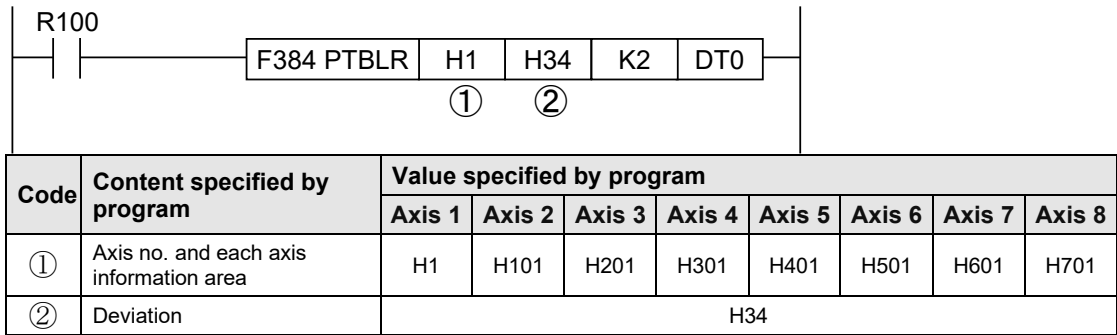 R100
F384 PTBLR H1 H34 K2 DT0
① ②
Code Content specified by program Value specified by program
Axis 1 Axis 2 Axis 3 Axis 4 Axis 5 Axis 6 Axis 7 Axis 8
① Axis no. and each axis information area H1 H101 H201 H301 H401 H501 H601 H701
② Deviation H34